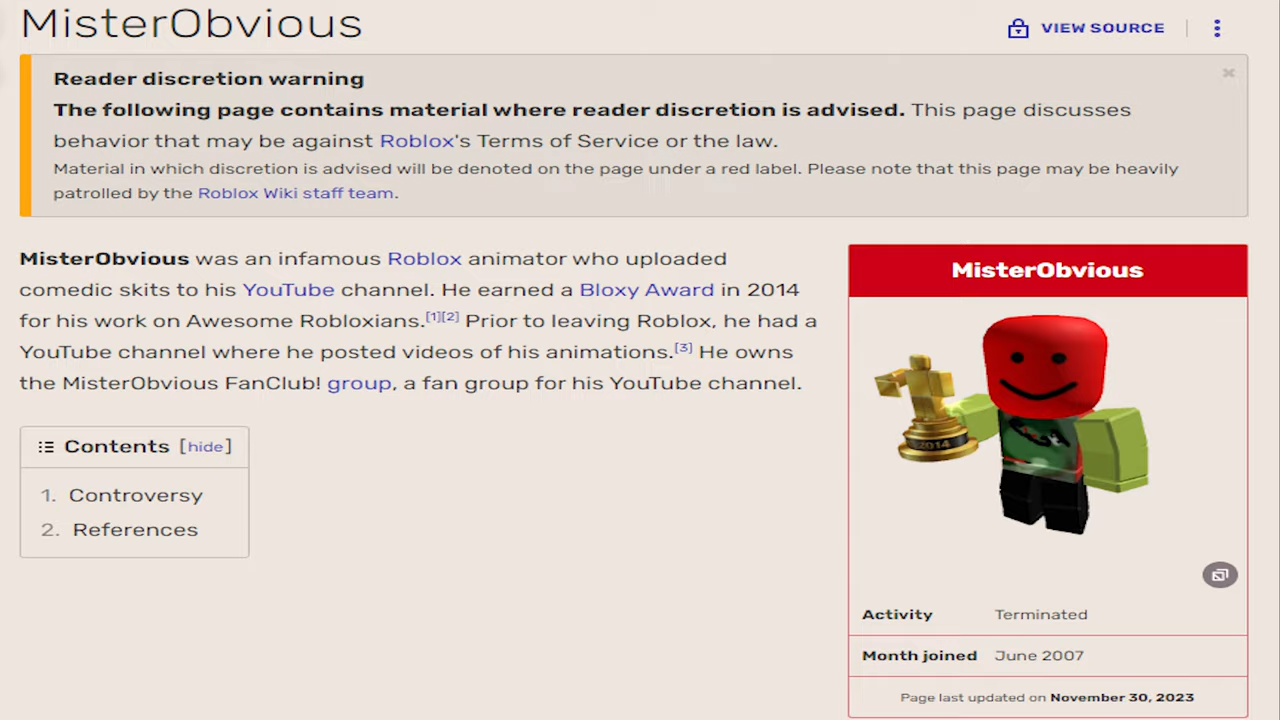 MisterObvious
VIEW SOURCE
Reader discretion warning
The following page contains material where reader discretion is advised. This page discusses
behavior that may be against Roblox's Terms of Service or the law.
Material in which discretion is advised will be denoted on the page under a red label. Please note that this page may be heavily
patrolled by the Roblox Wiki staff team.
MisterObvious was an infamous Roblox animator who uploaded
comedic skits to his YouTube channel. He earned a Bloxy Award in 2014
for his work on Awesome Robloxians.[1][2] Prior to leaving Roblox, he had a
YouTube channel where he posted videos of his animations.[3] He owns
the MisterObvious FanClub! group, a fan group for his YouTube channel.
Contents [hide]
1. Controversy
2. References
MisterObvious
2014
Activity Terminated
Month joined June 2007
Page last updated on November 30, 2023